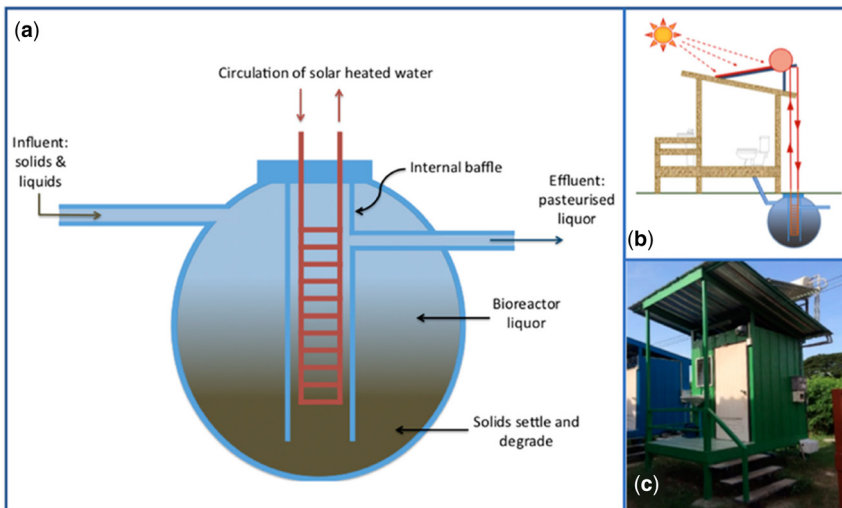 (a)
Circulation of solar heated water
Influent:
solids &
liquids
Internal baffle
Effluent:
pasteurised
liquor
Bioreactor
liquor
Solids settle and
degrade
(b)
(c)